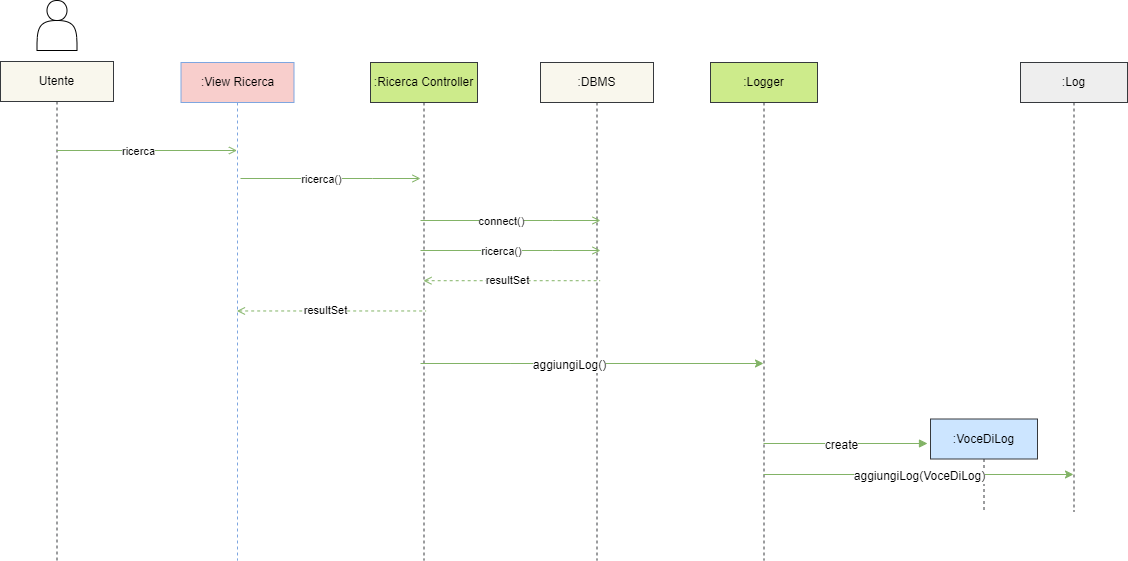 Utente
:View Ricerca
:Ricerca Controller
:DBMS
:Logger
:Log
ricerca
ricerca()
connect()
ricerca()
resultSet
resultSet
aggiungiLog()
:VoceDiLog
create
aggiungiLog(VoceDiLog)